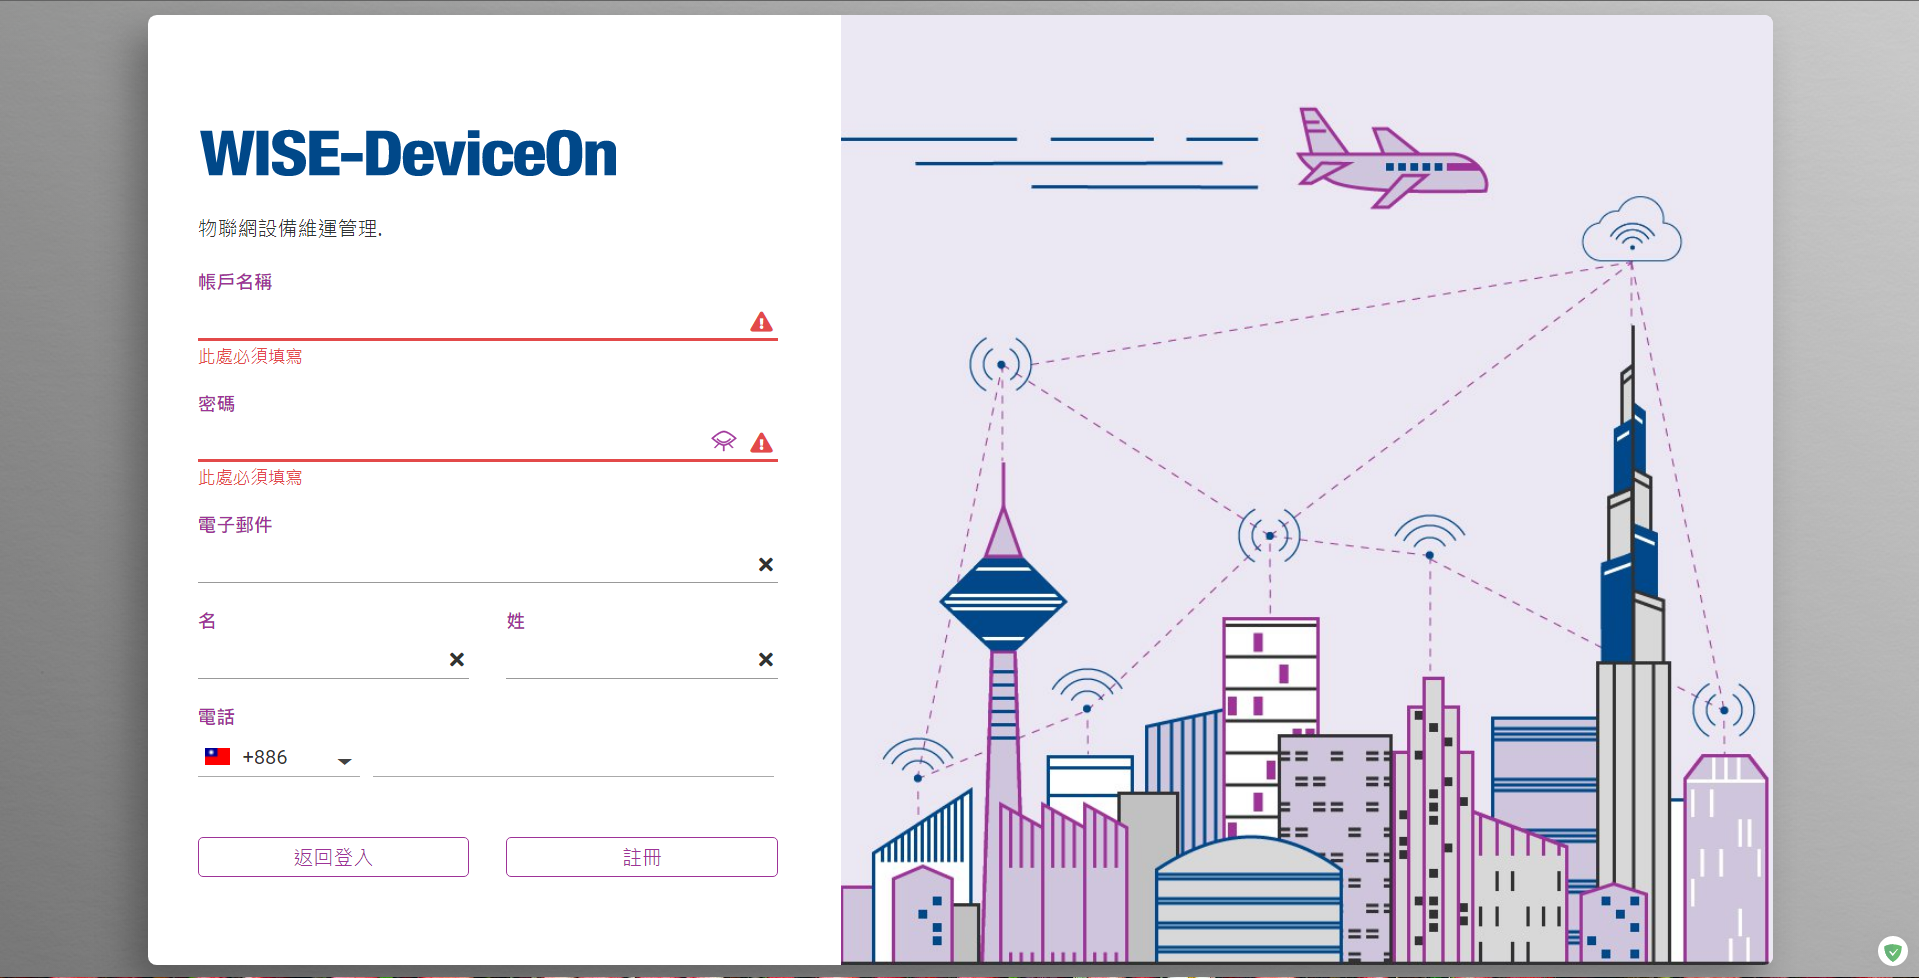 WISE-DeviceOn
物聯網設備維運管理.
帳戶名稱
此處必須填寫
密碼
此處必須填寫
電子郵件
名 姓
電話
+886
返回登入 註冊